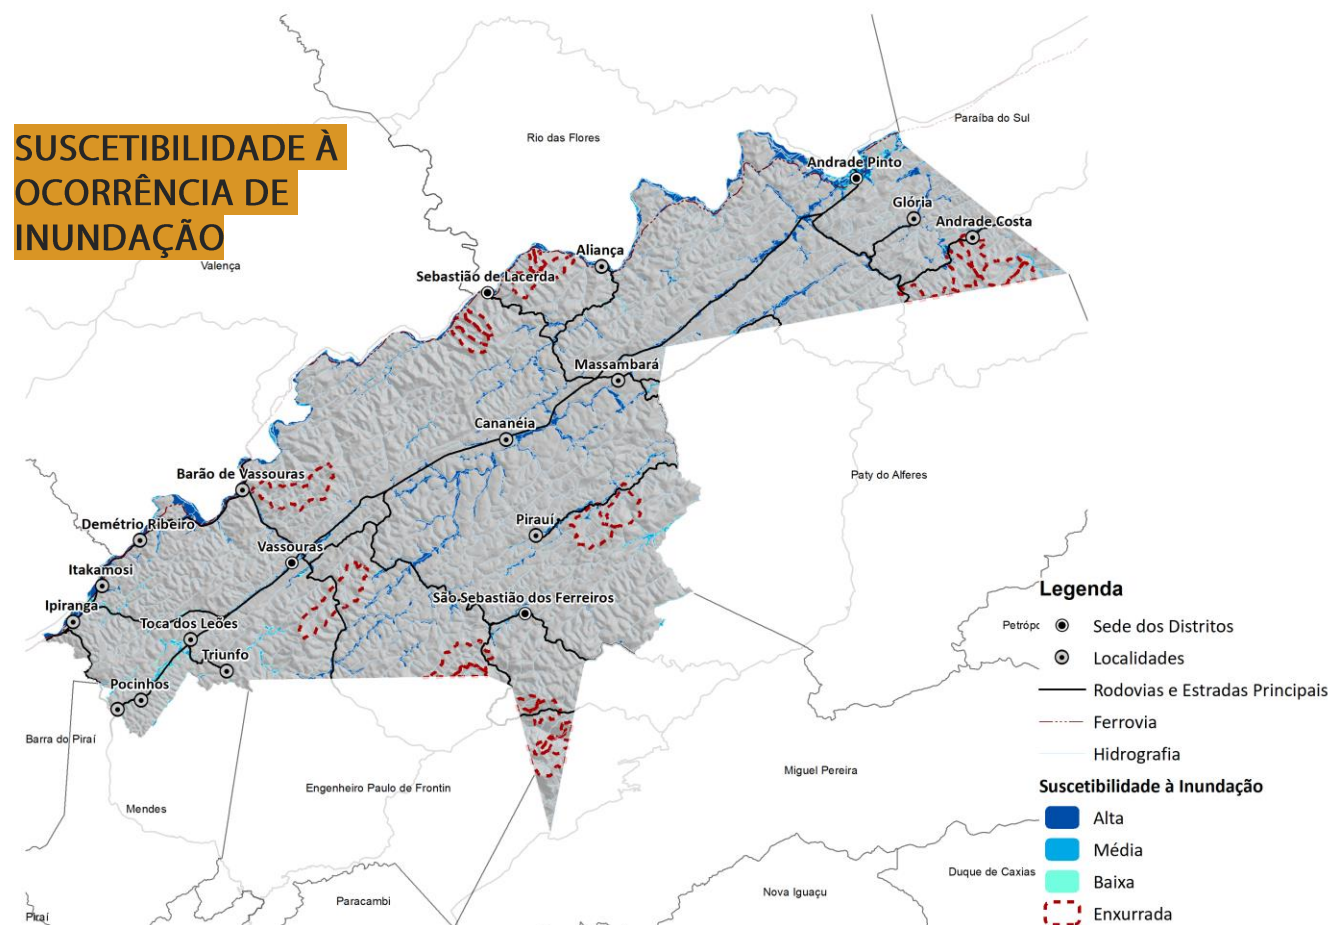 SUSCETIBILIDADE À
OCORRÊNCIA DE
INUNDAÇÃO
Paraíba do Sul
Rio das Flores
Andrade Pinto
Glória
Andrade Costa
Aliança
Valença
Sebastião de Lacerda
Massambará
Cananéia
Barão de Vassouras
Paty do Alferes
Demétrio Ribeiro
Pirauí
Vassouras
Itakamosi
São Sebastião dos Ferreiros
Ipiranga
Toca dos Leões
Triunfo
Pocinhos
Barra do Piraí
Miguel Pereira
Engenheiro Paulo de Frontin
Mendes
Duque de Caxias
Nova Iguaçu
Paracambi
Piraí
Legenda
Petróp
Sede dos Distritos
Localidades
Rodovias e Estradas Principais
Ferrovia
Hidrografia
Suscetibilidade à Inundação
Alta
Média
Baixa
Enxurrada